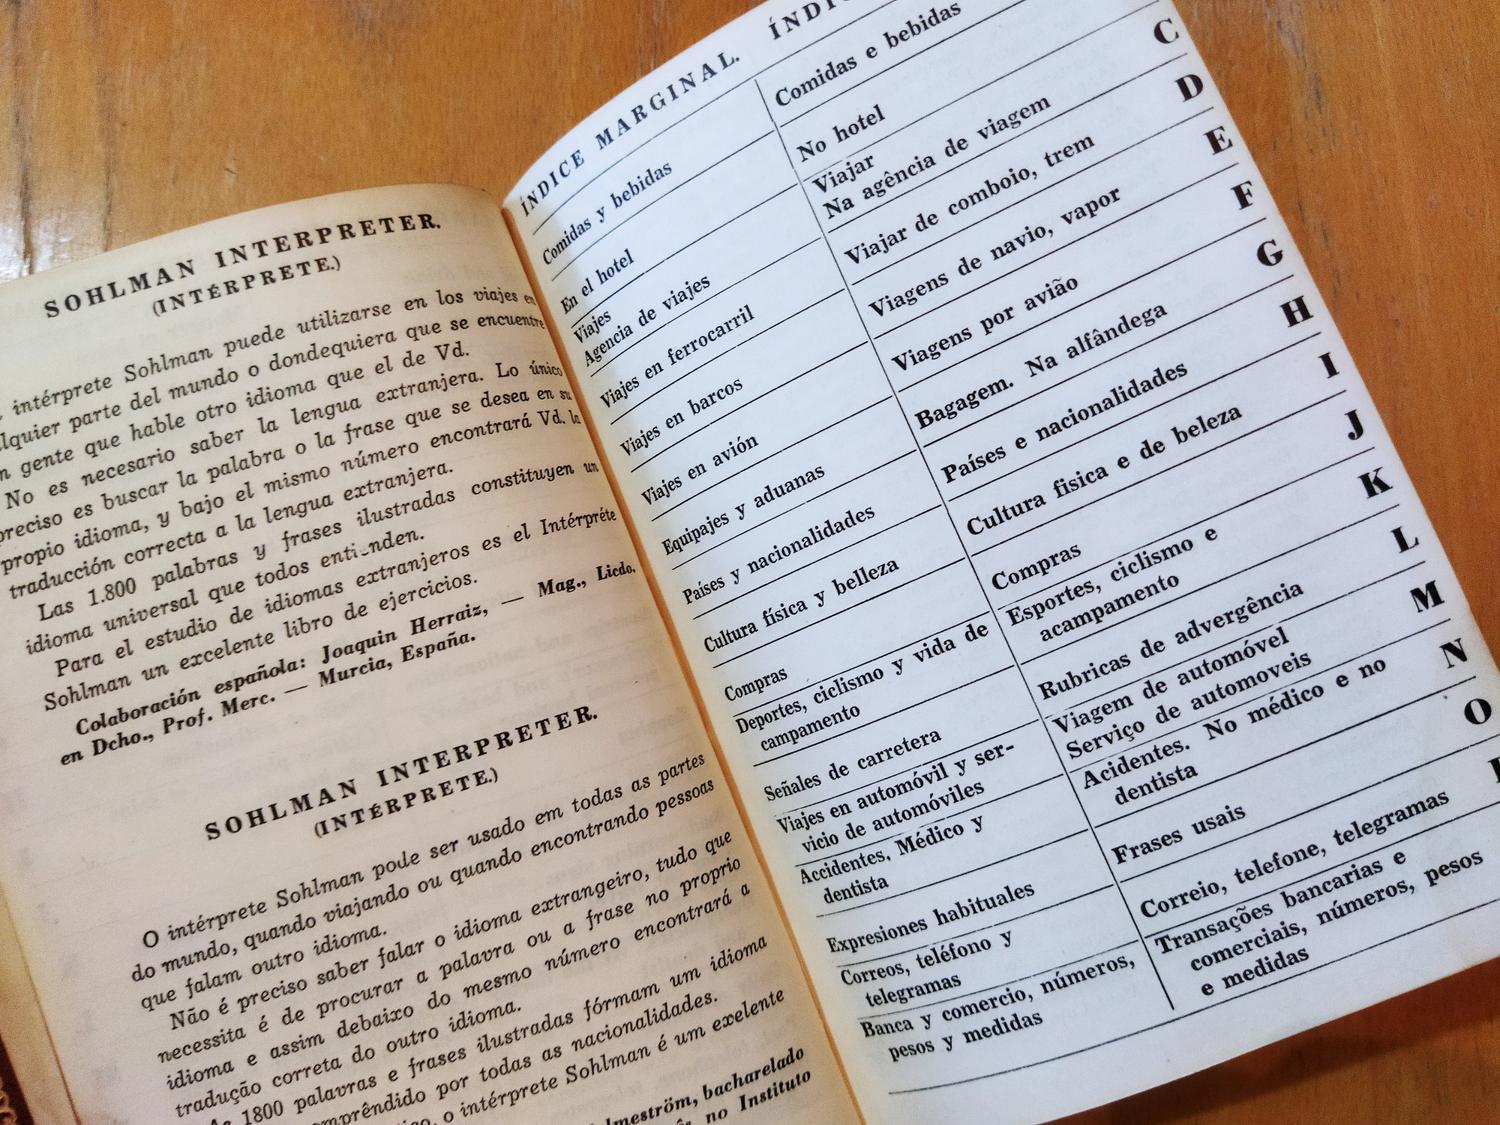 SOHLMAN INTERPRETER.
(INTÉRPRETE.)
intérprete Sohlman puede utilizarse en los viajes en
alquier parte del mundo o dondequiera que se encuentre
n gente que hable otro idioma que el de Vd.
No es necesario saber la lengua extranjera. Lo único
preciso es buscar la palabra o la frase que se desea en su
propio idioma, y bajo el mismo número encontrará Vd. la
traducción correcta a la lengua extranjera.
Las 1.800 palabras y frases ilustradas constituyen un
idioma universal que todos enti nden.
Para el estudio de idiomas extranjeros es el Intérpréte
Sohlman un excelente libro de ejercicios.
Colaboración española: Joaquin Herraiz, — Mag., Licdo.
en Dcho., Prof. Merc. — Murcia, España.
SOHLMAN INTERPRETER.
(INTÉRPRETE.)
O intérprete Sohlman pode ser usado em todas as partes
do mundo, quando viajando ou quando encontrando pessoas
que falam outro idioma.
Não é preciso saber falar o idioma extrangeiro, tudo que
necessita é de procurar a palavra ou a frase no proprio
idioma e assim debaixo do mesmo número encontrará a
tradução correta do outro idioma.
As 1800 palavras e frases ilustradas fórmam um idioma
omprêndido por todas as nacionalidades.
o intérprete Sohlman é um exelente
lmeström, bacharelado
no Instituto
ÍNDICE MARGINAL.
Comidas y bebidas
En el hotel
Viajes
Agencia de viajes
Viajes en ferrocarril
Viajes en barcos
Viajes en avión
Equipajes y aduanas
Países y nacionalidades
Cultura física y belleza
Compras
Deportes, ciclismo y vida de
campamento
Señales de carretera
Viajes en automóvil y ser-
vicio de automóviles
Accidentes. Médico y
dentista
Expresiones habituales
Correos, teléfono y
telegramas
Banca y comercio, números,
pesos y medidas
ÍNDI
Comidas e bebidas
No hotel C
Viajar
Na agência de viagem D
Viajar de comboio, trem E
Viagens de navio, vapor F
Viagens por avião G
Bagagem. Na alfândega H
Países e nacionalidades I
Cultura fisica e de beleza J
Compras K
Esportes, ciclismo e
acampamento L
Rubricas de advergência M
Viagem de automóvel
Serviço de automoveis N
Acidentes. No médico e no
dentista O
Frases usais
Correio, telefone, telegramas
Transações bancarias e
comerciais, números, pesos
e medidas